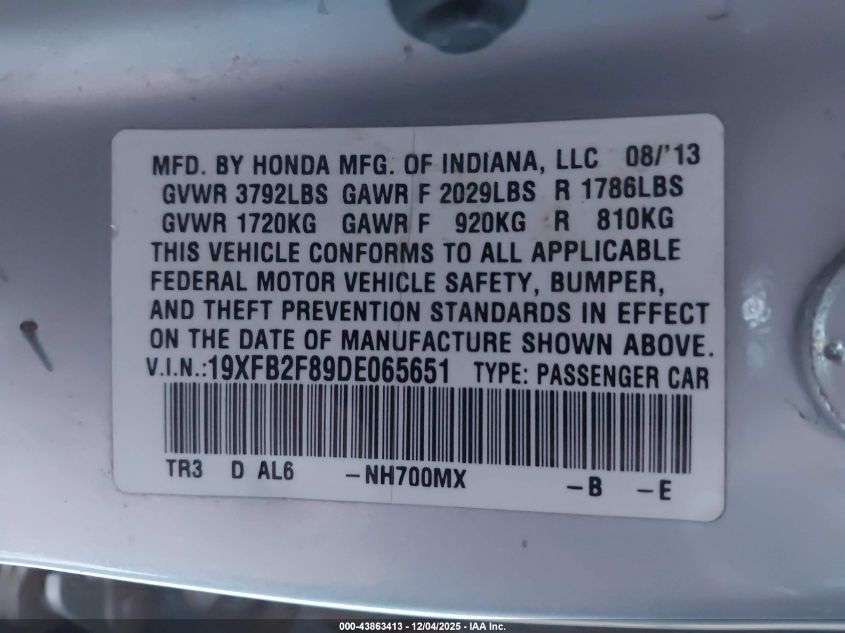 MFD. BY HONDA MFG. OF INDIANA, LLC 08/'13
GVWR 3792LBS GAWR F 2029LBS R 1786LBS
GVWR 1720KG GAWR F 920KG R 810KG
THIS VEHICLE CONFORMS TO ALL APPLICABLE
FEDERAL MOTOR VEHICLE SAFETY, BUMPER,
AND THEFT PREVENTION STANDARDS IN EFFECT
ON THE DATE OF MANUFACTURE SHOWN ABOVE.
V.I.N.:19XFB2F89DE065651 TYPE: PASSENGER CAR
TR3 D AL6 -NH700MX -B -E
000-43863413 - 12/04/2025 - IAA Inc.